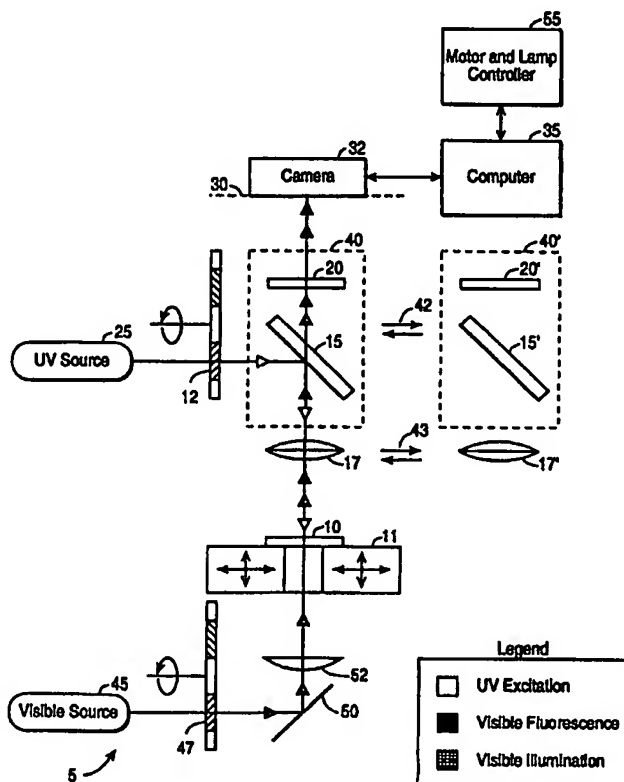 55
Motor and Lamp
Controller
32
35
30
Camera
Computer
40
40'
20
20'
42
25
15
15'
UV Source
12
43
17
17'
10
11
Legend
45
52
UV Excitation
Visible Source
50
Visible Fluorescence
47
5
Visible Illumination